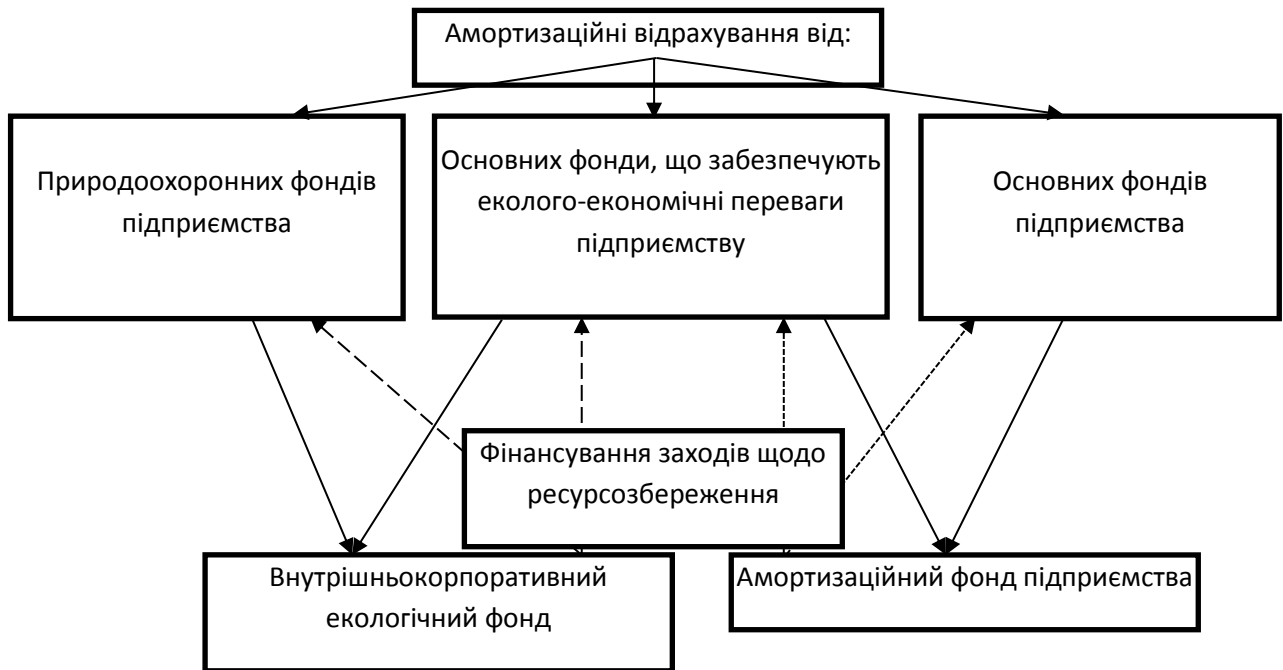 Амортизаційні відрахування від:
Природоохоронних фондів
підприємства
Основних фонди, що забезпечують
еколого-економічні переваги
підприємству
Основних фондів
підприємства
Фінансування заходів щодо
ресурсозбереження
Внутрішньокорпоративний
екологічний фонд
Амортизаційний фонд підприємства